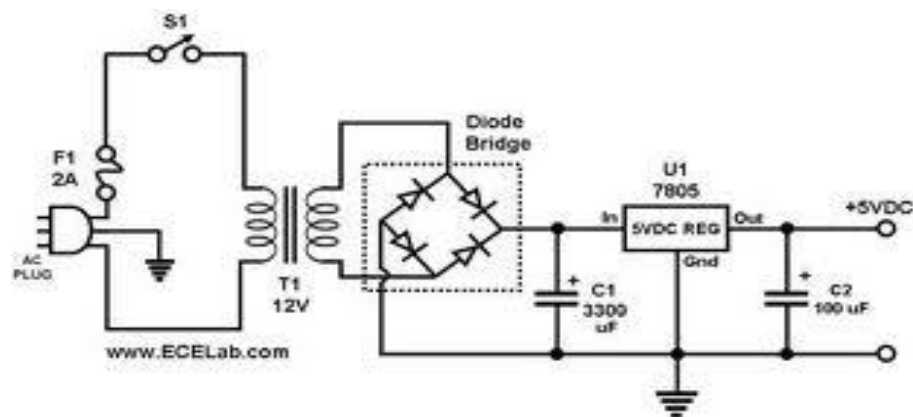 S1
Diode
Bridge
F1
2A
U1
7805
+5VDC
In
5VDC REG
Out
Gnd
AC
PLUG
T1
12V
+
C1
3300
uF
+
C2
100 uF
www.ECELab.com